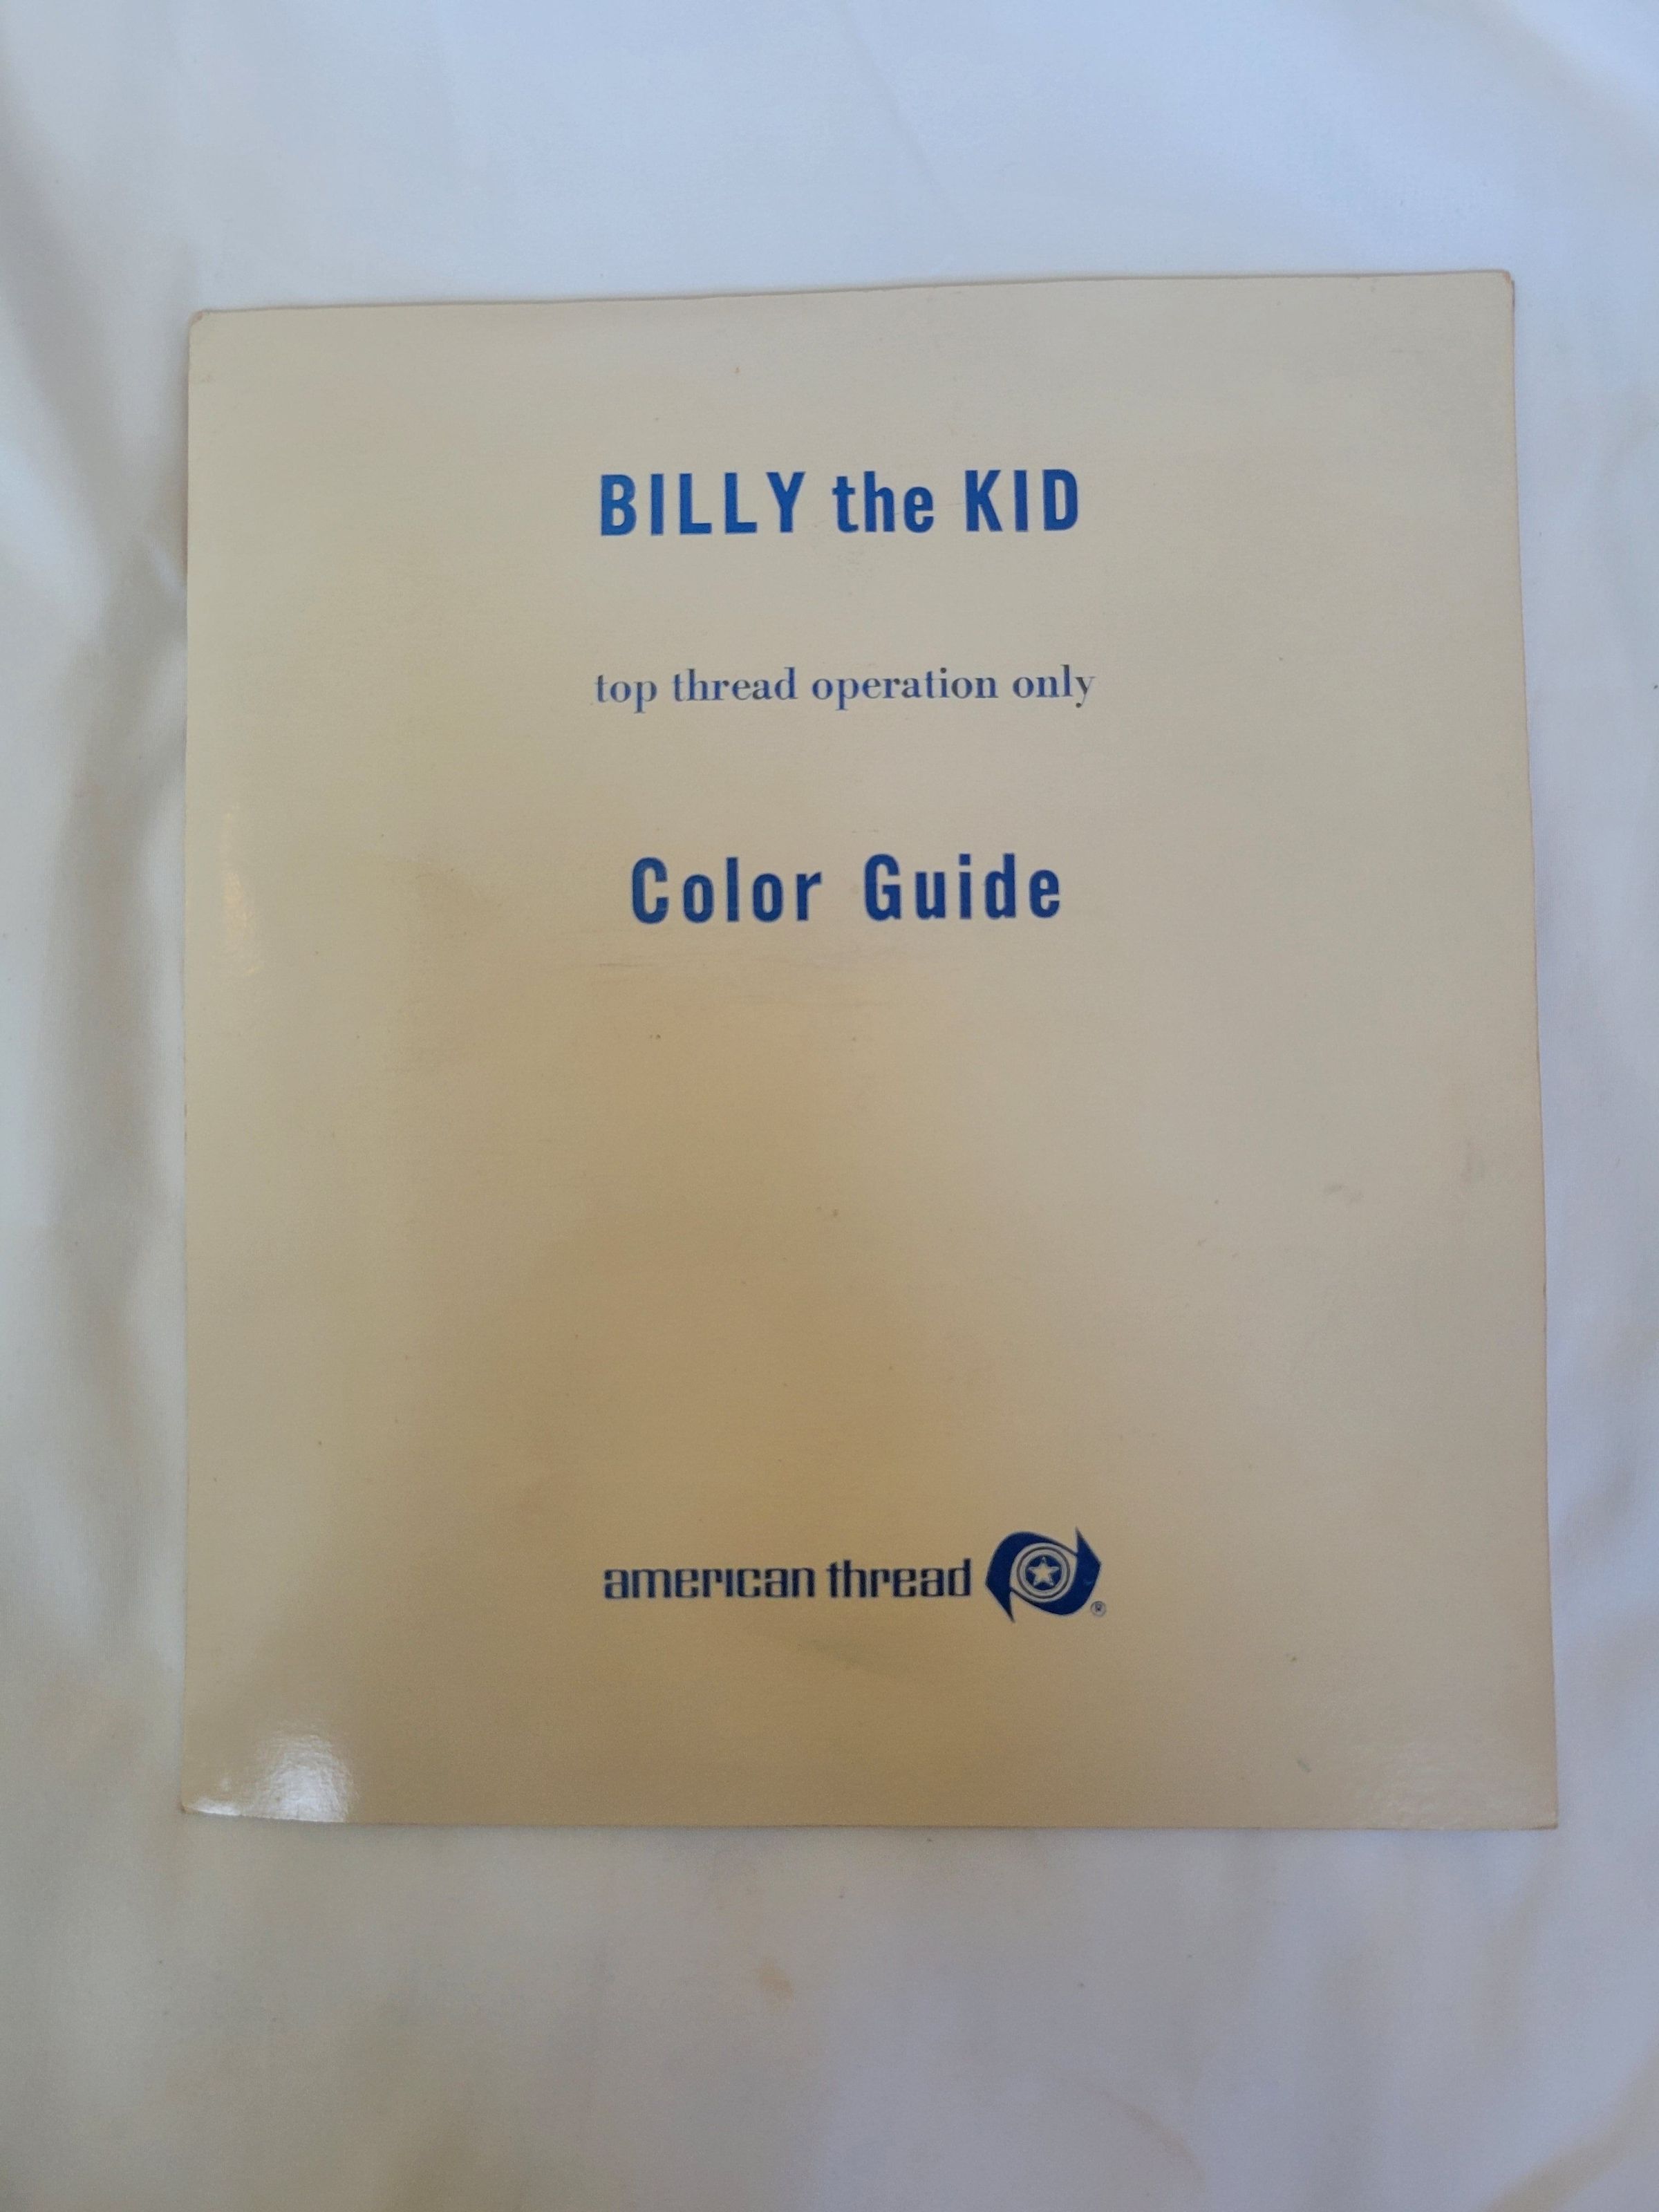 BILLY the KID
top thread operation only
Color Guide
american thread ®